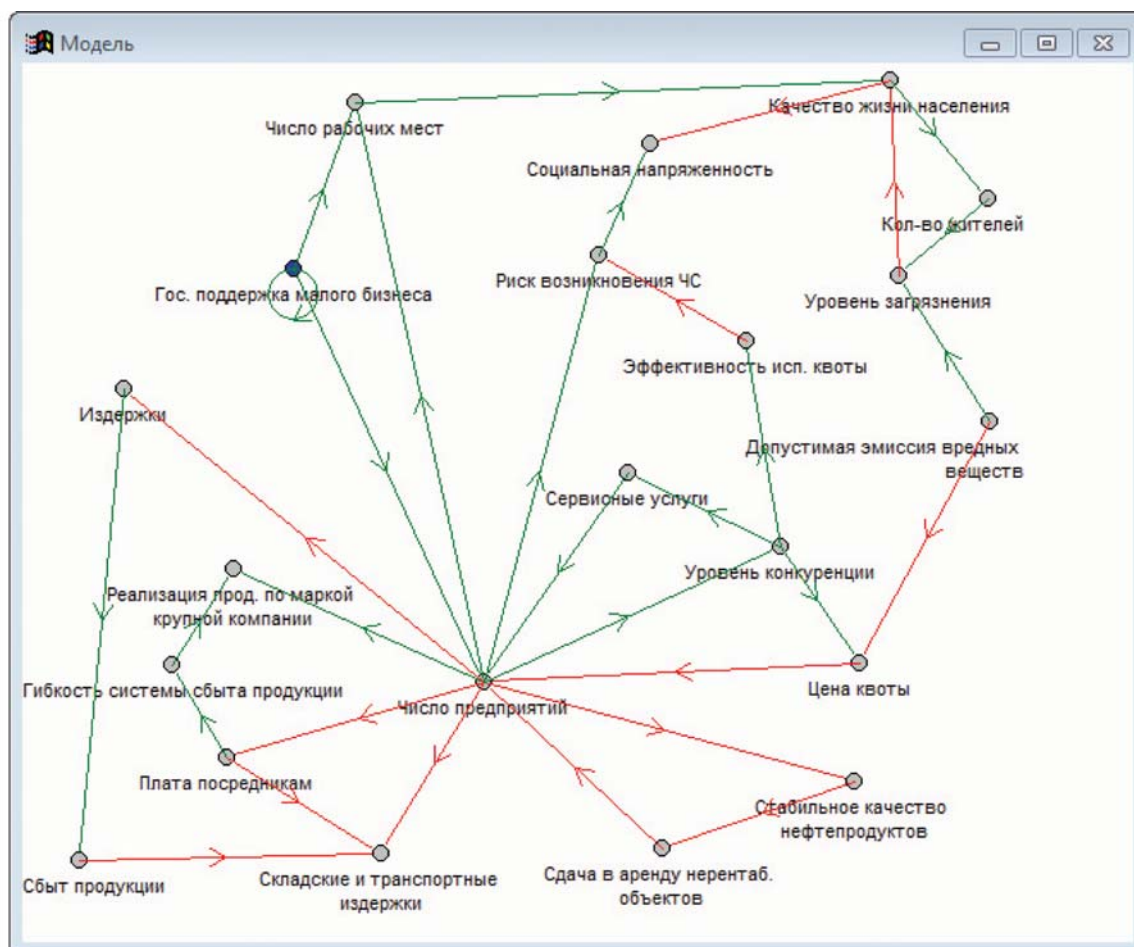 Модель
Качество жизни населения
Число рабочих мест
Социальная напряженность
Кол-во жителей
Риск возникновения ЧС
Гос. поддержка малого бизнеса
Уровень загрязнения
Эффективность исп. квоты
Издержки
Допустимая эмиссия вредных
веществ
Сервисные услуги
Уровень конкуренции
Реализация прод. по маркой
крупной компании
Гибкость системы сбыта продукции
Цена квоты
Число предприятий
Плата посредникам
Стабильное качество
нефтепродуктов
Сбыт продукции
Складские и транспортные
издержки
Сдача в аренду нерентаб.
объектов